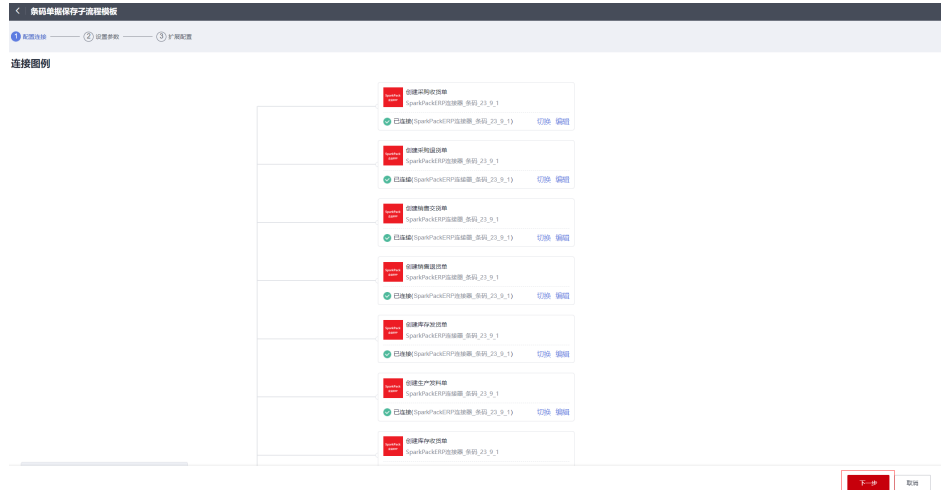 条码单据保存子流程模板
1 配置连接 2 设置参数 3 扩展配置
连接图例
创建采购收货单
SparkPackERP连接器_条码_23_9_1
已连接(SparkPackERP连接器_条码_23_9_1) 切换 编辑
创建采购退货单
SparkPackERP连接器_条码_23_9_1
已连接(SparkPackERP连接器_条码_23_9_1) 切换 编辑
创建销售交货单
SparkPackERP连接器_条码_23_9_1
已连接(SparkPackERP连接器_条码_23_9_1) 切换 编辑
创建销售退货单
SparkPackERP连接器_条码_23_9_1
已连接(SparkPackERP连接器_条码_23_9_1) 切换 编辑
创建库存发货单
SparkPackERP连接器_条码_23_9_1
已连接(SparkPackERP连接器_条码_23_9_1) 切换 编辑
创建生产发料单
SparkPackERP连接器_条码_23_9_1
已连接(SparkPackERP连接器_条码_23_9_1) 切换 编辑
创建库存收货单
SparkPackERP连接器_条码_23_9_1
下一步 取消